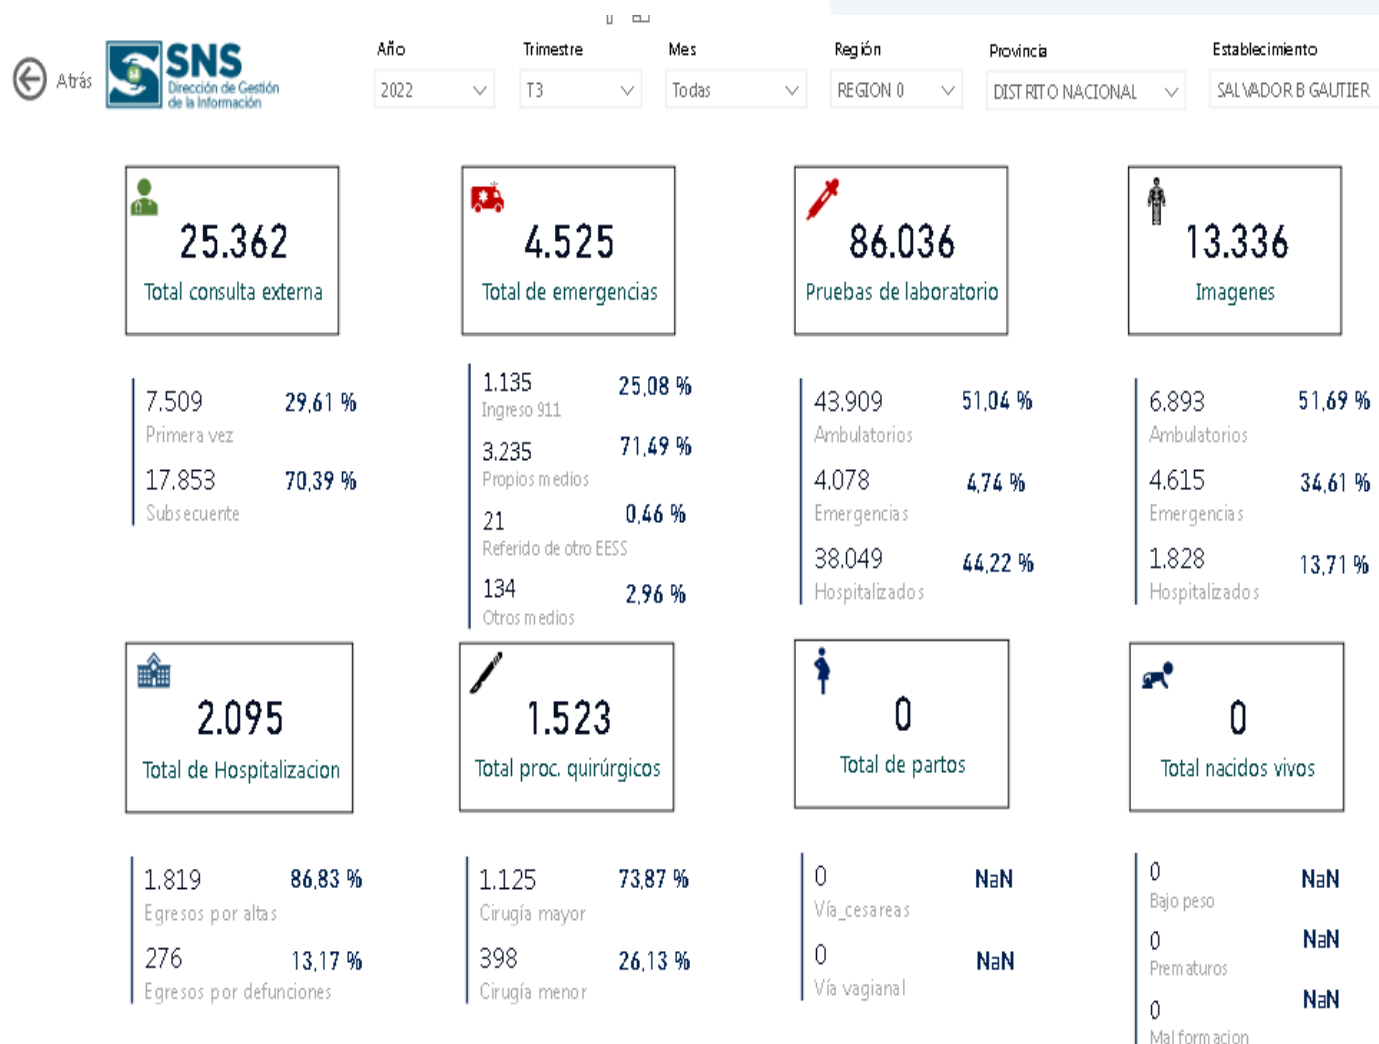 Año Trimestre Mes Región Provincia Establecimiento
Atrás SNS
Dirección de Gestión
de la Información
2022 T3 Todas REGION 0 DISTRITO NACIONAL SALVADOR B GAUTIER
25.362 4.525 86.036 13.336
Total consulta externa Total de emergencias Pruebas de laboratorio Imagenes
7.509 29,61 %
Primera vez
17.853 70,39 %
Subsecuente
1.135 25,08 %
Ingreso 911
3.235 71,49 %
Propios medios
21 0,46 %
Referido de otro EESS
134 2,96 %
Otros medios
43.909 51,04 %
Ambulatorios
4.078 4,74 %
Emergencias
38.049 44,22 %
Hospitalizados
6.893 51,69 %
Ambulatorios
4.615 34,61 %
Emergencias
1.828 13,71 %
Hospitalizados
2.095 1.523 0 0
Total de Hospitalizacion Total proc. quirúrgicos Total de partos Total nacidos vivos
1.819 86,83 %
Egresos por altas
276 13,17 %
Egresos por defunciones
1.125 73,87 %
Cirugía mayor
398 26,13 %
Cirugía menor
0 NaN
Vía_cesareas
0 NaN
Vía vagianal
0 NaN
Bajo peso
0 NaN
Prematuros
0 NaN
Malformacion